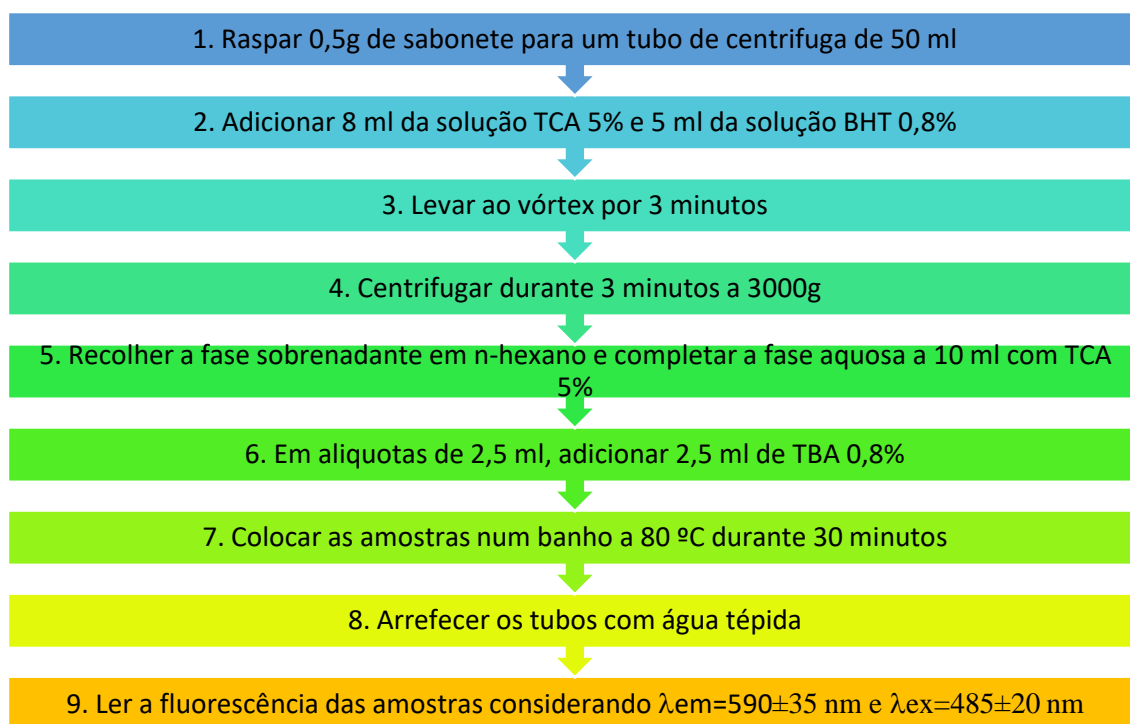 1. Raspar 0,5g de sabonete para um tubo de centrifuga de 50 ml
2. Adicionar 8 ml da solução TCA 5% e 5 ml da solução BHT 0,8%
3. Levar ao vórtex por 3 minutos
4. Centrifugar durante 3 minutos a 3000g
5. Recolher a fase sobrenadante em n-hexano e completar a fase aquosa a 10 ml com TCA
5%
6. Em aliquotas de 2,5 ml, adicionar 2,5 ml de TBA 0,8%
7. Colocar as amostras num banho a 80 ºC durante 30 minutos
8. Arrefecer os tubos com água tépida
9. Ler a fluorescência das amostras considerando λem=590±35 nm e λex=485±20 nm